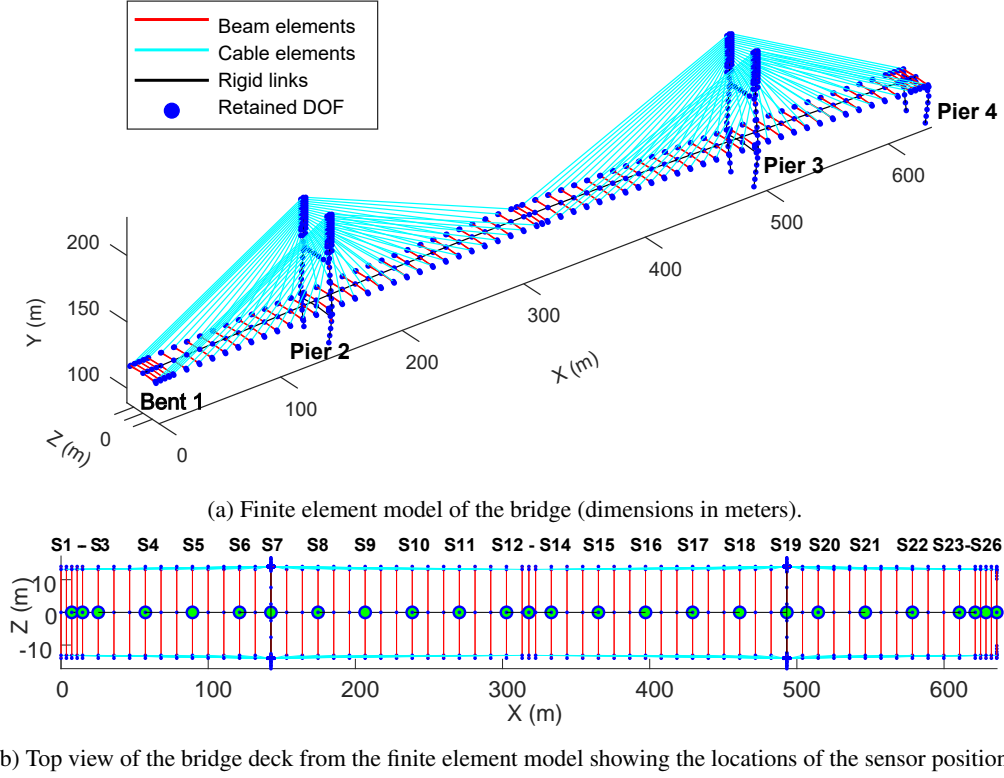 Beam elements
Cable elements
Rigid links
Retained DOF
Pier 4
600
Pier 3
500
200
400
Y (m)
150
300
Pier 2
X (m)
200
100
Bent 1
100
Z (m)
0
0
(a) Finite element model of the bridge (dimensions in meters).
S1 – S3 S4 S5 S6 S7 S8 S9 S10 S11 S12 - S14 S15 S16 S17 S18 S19 S20 S21 S22 S23-S26
10
Z (m)
0
-10
0 100 200 300 400 500 600
X (m)
b) Top view of the bridge deck from the finite element model showing the locations of the sensor position